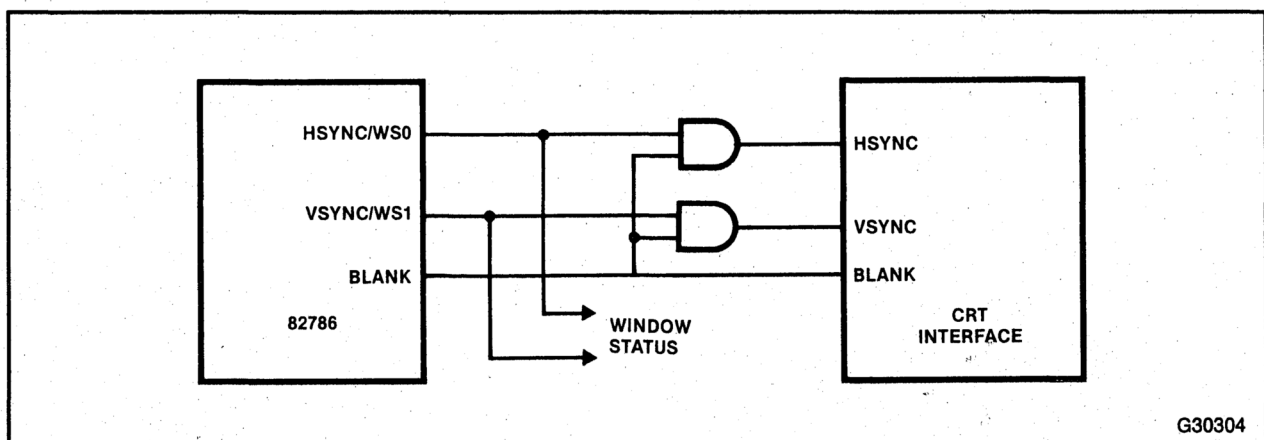 HSYNC/WS0
VSYNC/WS1
BLANK
82786
WINDOW
STATUS
HSYNC
VSYNC
BLANK
CRT
INTERFACE
G30304